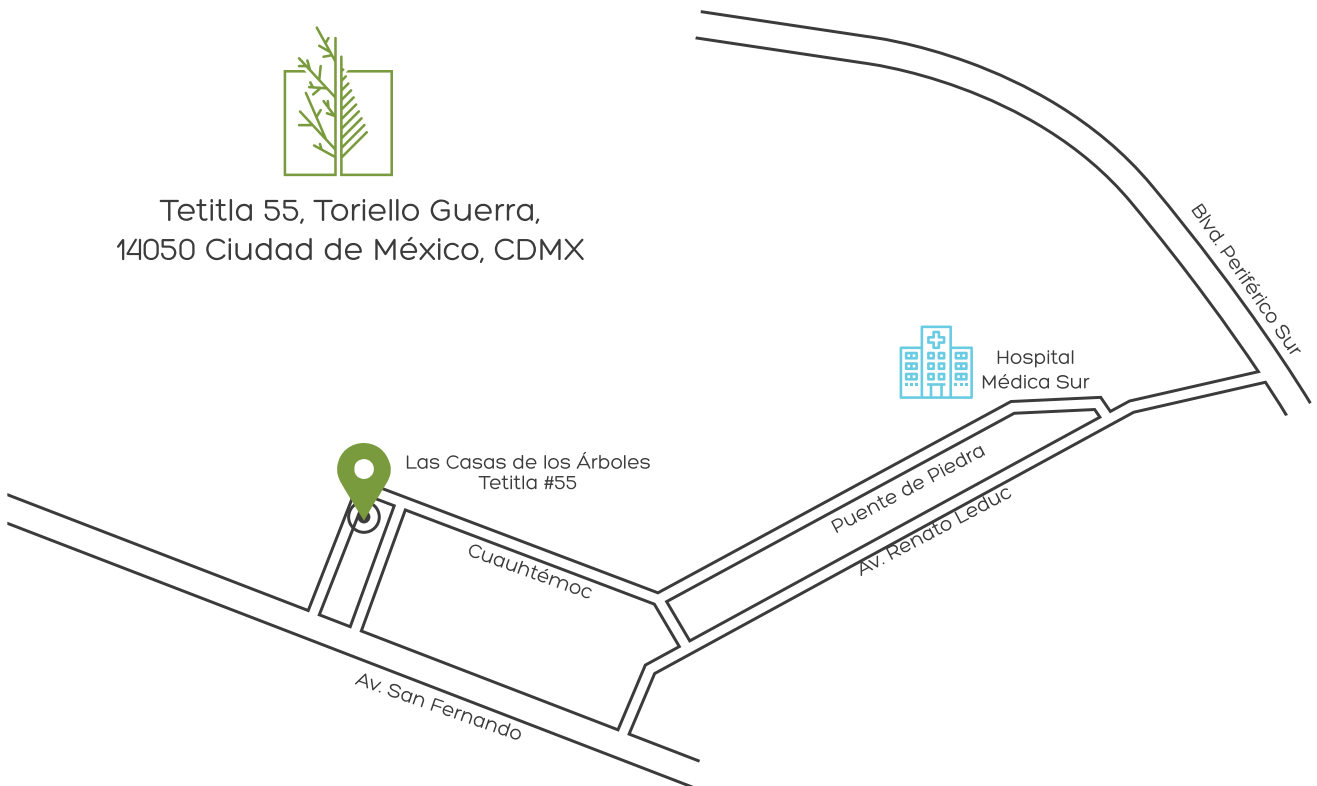 Tetitla 55, Toriello Guerra,
14050 Ciudad de México, CDMX
Blvd. Periférico Sur
Hospital
Médica Sur
Las Casas de los Árboles
Tetitla #55
Puente de Piedra
Av. Renato Leduc
Cuauhtémoc
Av. San Fernando